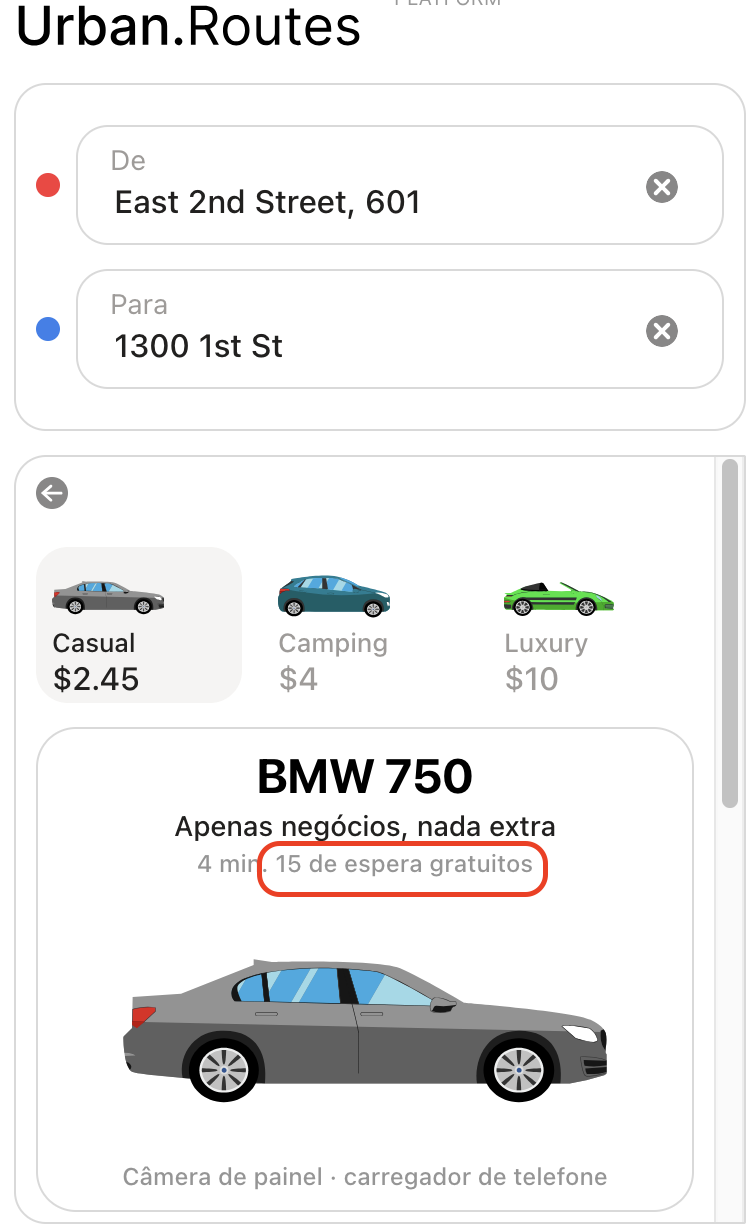 PLATFORM
Urban.Routes
De
East 2nd Street, 601
Para
1300 1st St
Casual
$2.45
Camping
$4
Luxury
$10
BMW 750
Apenas negócios, nada extra
4 min. 15 de espera gratuitos
Câmera de painel · carregador de telefone